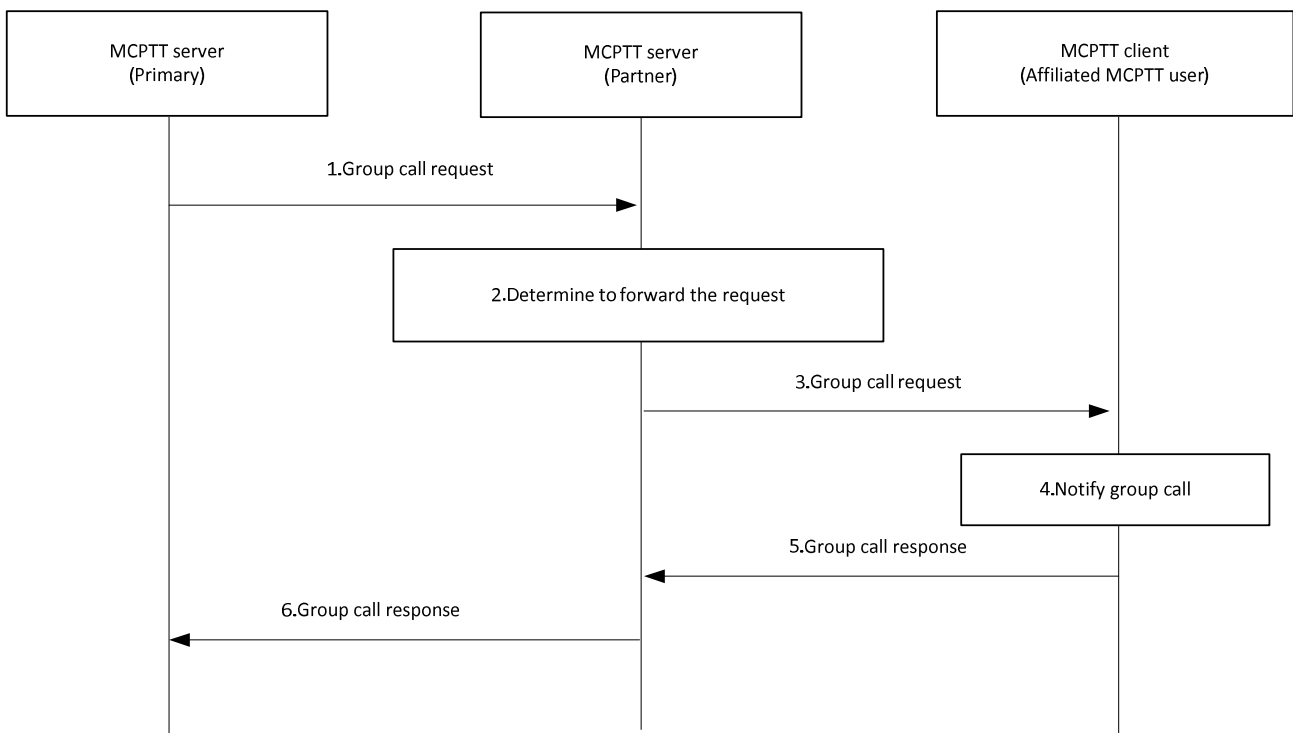 MCPTT server
(Primary)
MCPTT server
(Partner)
MCPTT client
(Affiliated MCPTT user)
1.Group call request
2.Determine to forward the request
3.Group call request
4.Notify group call
5.Group call response
6.Group call response